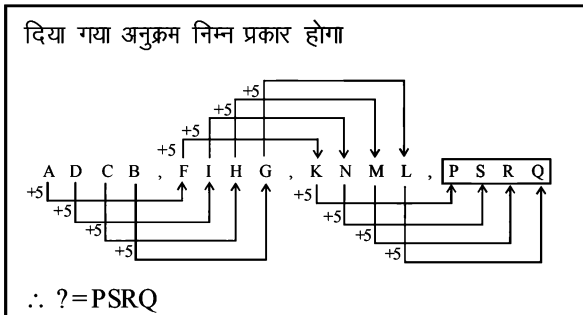 दिया गया अनुक्रम निम्न प्रकार होगा
+5 +5 +5 +5
A D C B , F I H G , K N M L , P S R Q
+5 +5 +5 +5 +5 +5 +5 +5
∴ ?=PSRQ